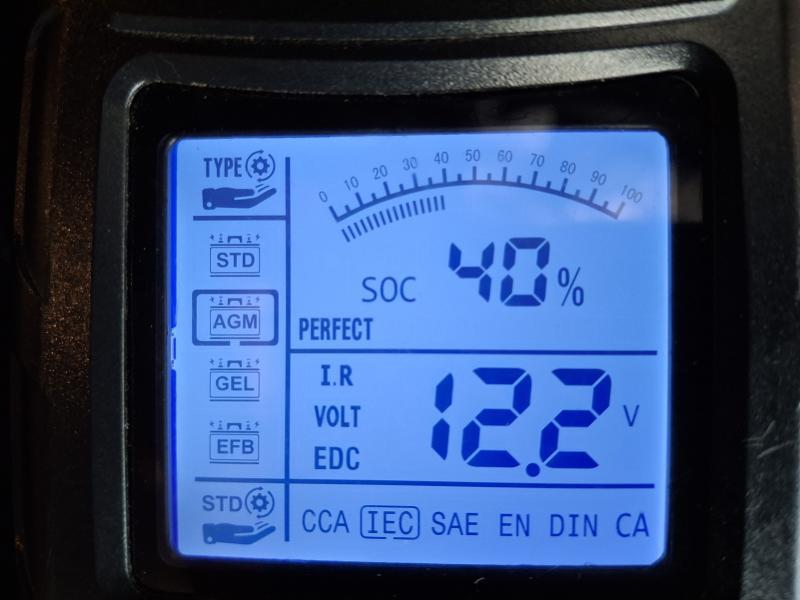 TYPE
0 10 20 30 40 50 60 70 80 90 100
STD
SOC 40%
AGM
PERFECT
GEL
I.R
VOLT
12.2 V
EFB
EDC
STD
CCA IEC SAE EN DIN CA